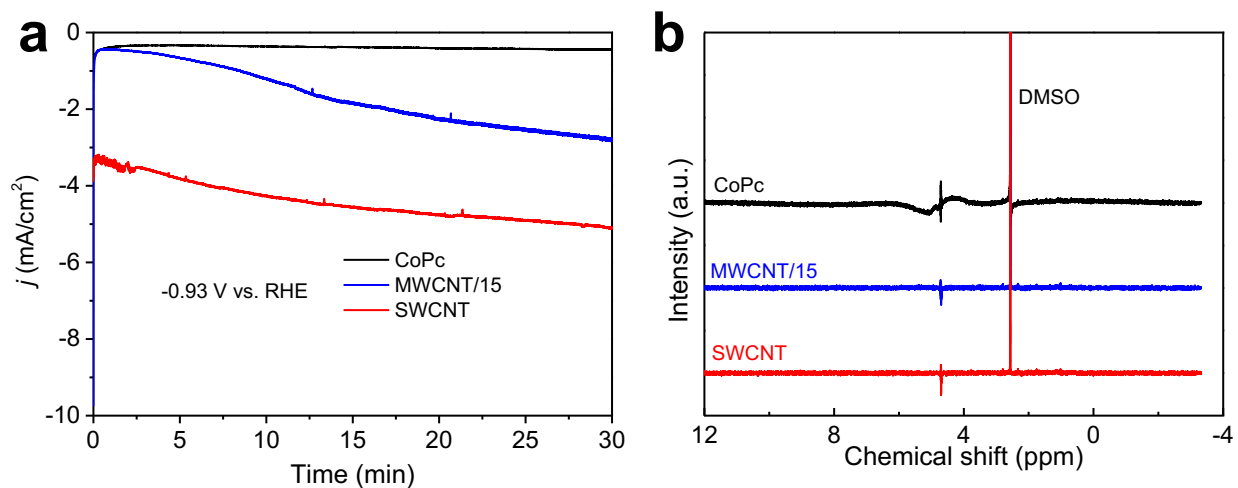 a
0
-2
-4
-6
-8
-10
j (mA/cm²)
-0.93 V vs. RHE
CoPc
MWCNT/15
SWCNT
0 5 10 15 20 25 30
Time (min)
b
DMSO
CoPc
MWCNT/15
SWCNT
Intensity (a.u.)
12 8 4 0 -4
Chemical shift (ppm)